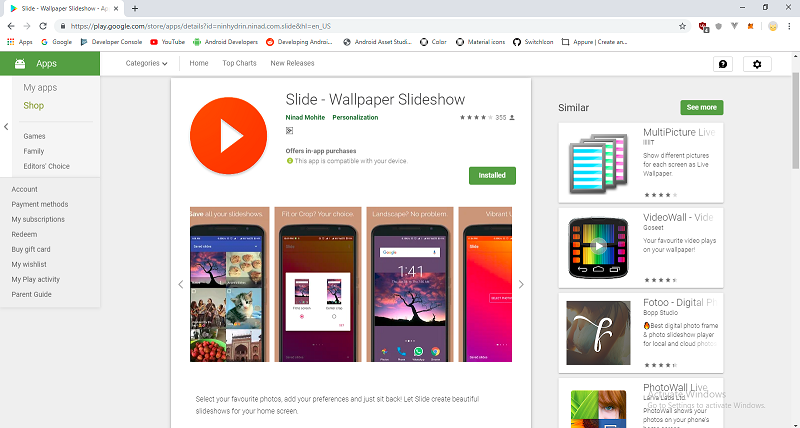 Slide - Wallpaper Slideshow - Ap
https://play.google.com/store/apps/details?id=ninhydrin.ninad.com.slide&hl=en_US
Apps
Google
Developer Console
YouTube
Android Developers
Developing Androi...
Android Asset Studi...
Color
Material icons
SwitchIcon
Appure | Create an...
Apps
Categories
Home
Top Charts
New Releases
My apps
Shop
Games
Family
Editors' Choice
Account
Payment methods
My subscriptions
Redeem
Buy gift card
My wishlist
My Play activity
Parent Guide
Slide - Wallpaper Slideshow
Ninad Mohite Personalization
355
Offers in-app purchases
This app is compatible with your device.
Installed
Save all your slideshows.
Fit or Crop? Your choice
Landscape? No problem.
Vibrant U
Slide
Google
1:41
Select your favourite photos, add your preferences and just sit back! Let Slide create beautiful
slideshows for your home screen.
Similar
See more
MultiPicture Live
Show different pictures
for each screen as Live
Wallpaper.
VideoWall - Vide
Goseet
Your favourite video plays
on your wallpaper!
Fotoo - Digital Ph
Bopp Studio
Best digital photo frame
& photo slideshow player
for local and cloud photos
PhotoWall Live
Larva Labs Ltd.
PhotoWall shows your
photos on your phone's
Activate Windows
Go to Settings to activate Windows.